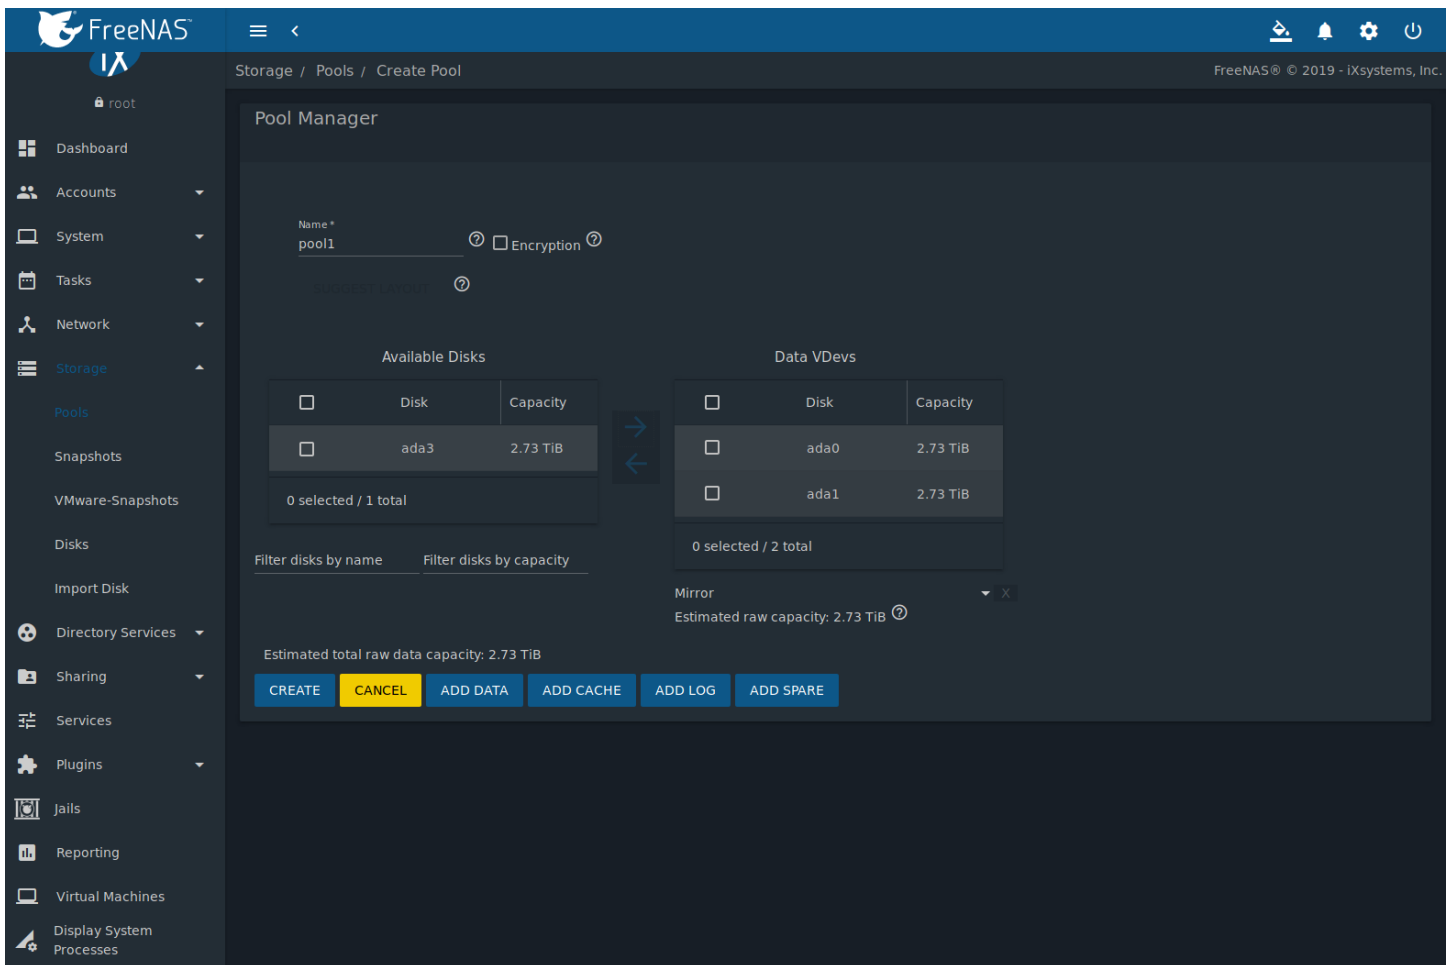 FreeNAS™
Storage / Pools / Create Pool
FreeNAS® © 2019 - iXsystems, Inc.
root
Dashboard
Accounts
System
Tasks
Network
Storage
Pools
Snapshots
VMware-Snapshots
Disks
Import Disk
Directory Services
Sharing
Services
Plugins
Jails
Reporting
Virtual Machines
Display System
Processes
Pool Manager
Name *
pool1
Encryption
SUGGEST LAYOUT
Available Disks
Disk Capacity
ada3 2.73 TiB
0 selected / 1 total
Filter disks by name Filter disks by capacity
Data VDevs
Disk Capacity
ada0 2.73 TiB
ada1 2.73 TiB
0 selected / 2 total
Mirror X
Estimated raw capacity: 2.73 TiB
Estimated total raw data capacity: 2.73 TiB
CREATE CANCEL ADD DATA ADD CACHE ADD LOG ADD SPARE